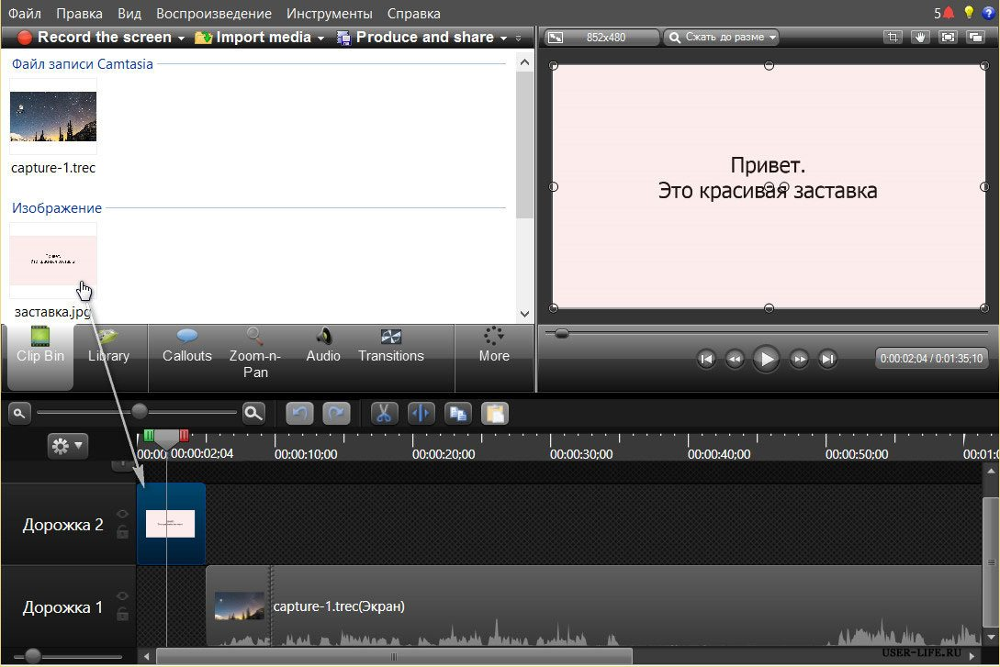 Файл Правка Вид Воспроизведение Инструменты Справка 5
Record the screen Import media Produce and share 852x480 Сжать до разме
Файл записи Camtasia
capture-1.trec
Изображение
заставка.jpg
Привет.
Это красивая заставка
Clip Bin Library Callouts Zoom-n-Pan Audio Transitions More
0:00:02;04 / 0:01:35;10
00:00 00:00:02;04 00:00:10;00 00:00:20;00 00:00:30;00 00:00:40;00 00:00:50;00 00:01:0
Дорожка 2
Дорожка 1
capture-1.trec(Экран)
USER-LIFE.RU